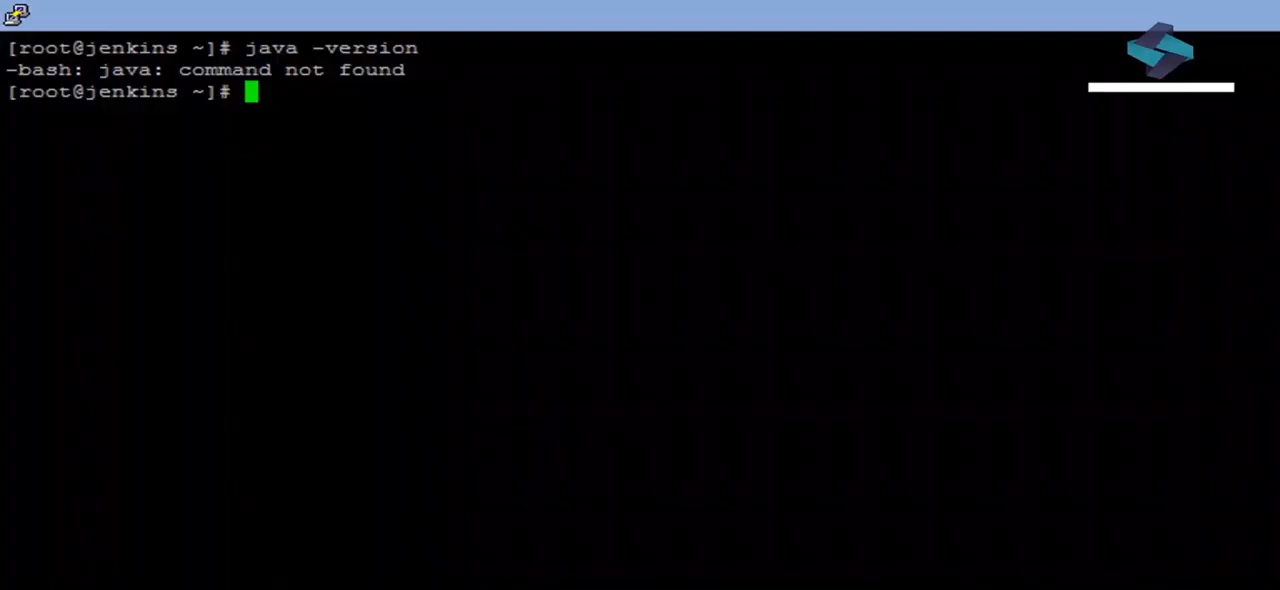 [root@jenkins ~]# java -version
-bash: java: command not found
[root@jenkins ~]#